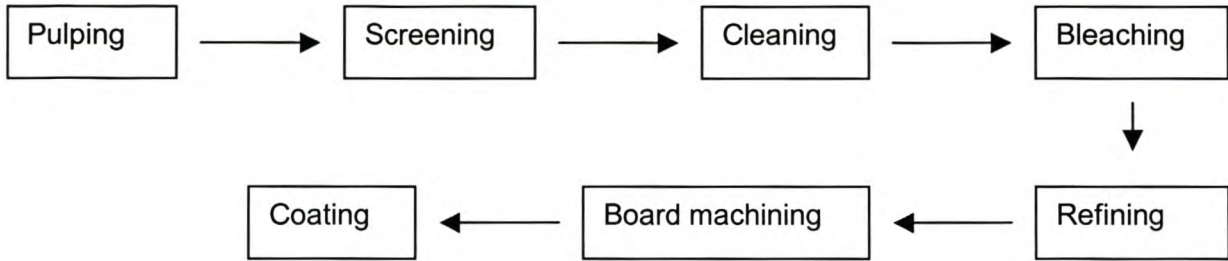 Pulping
Screening
Cleaning
Bleaching
Refining
Board machining
Coating